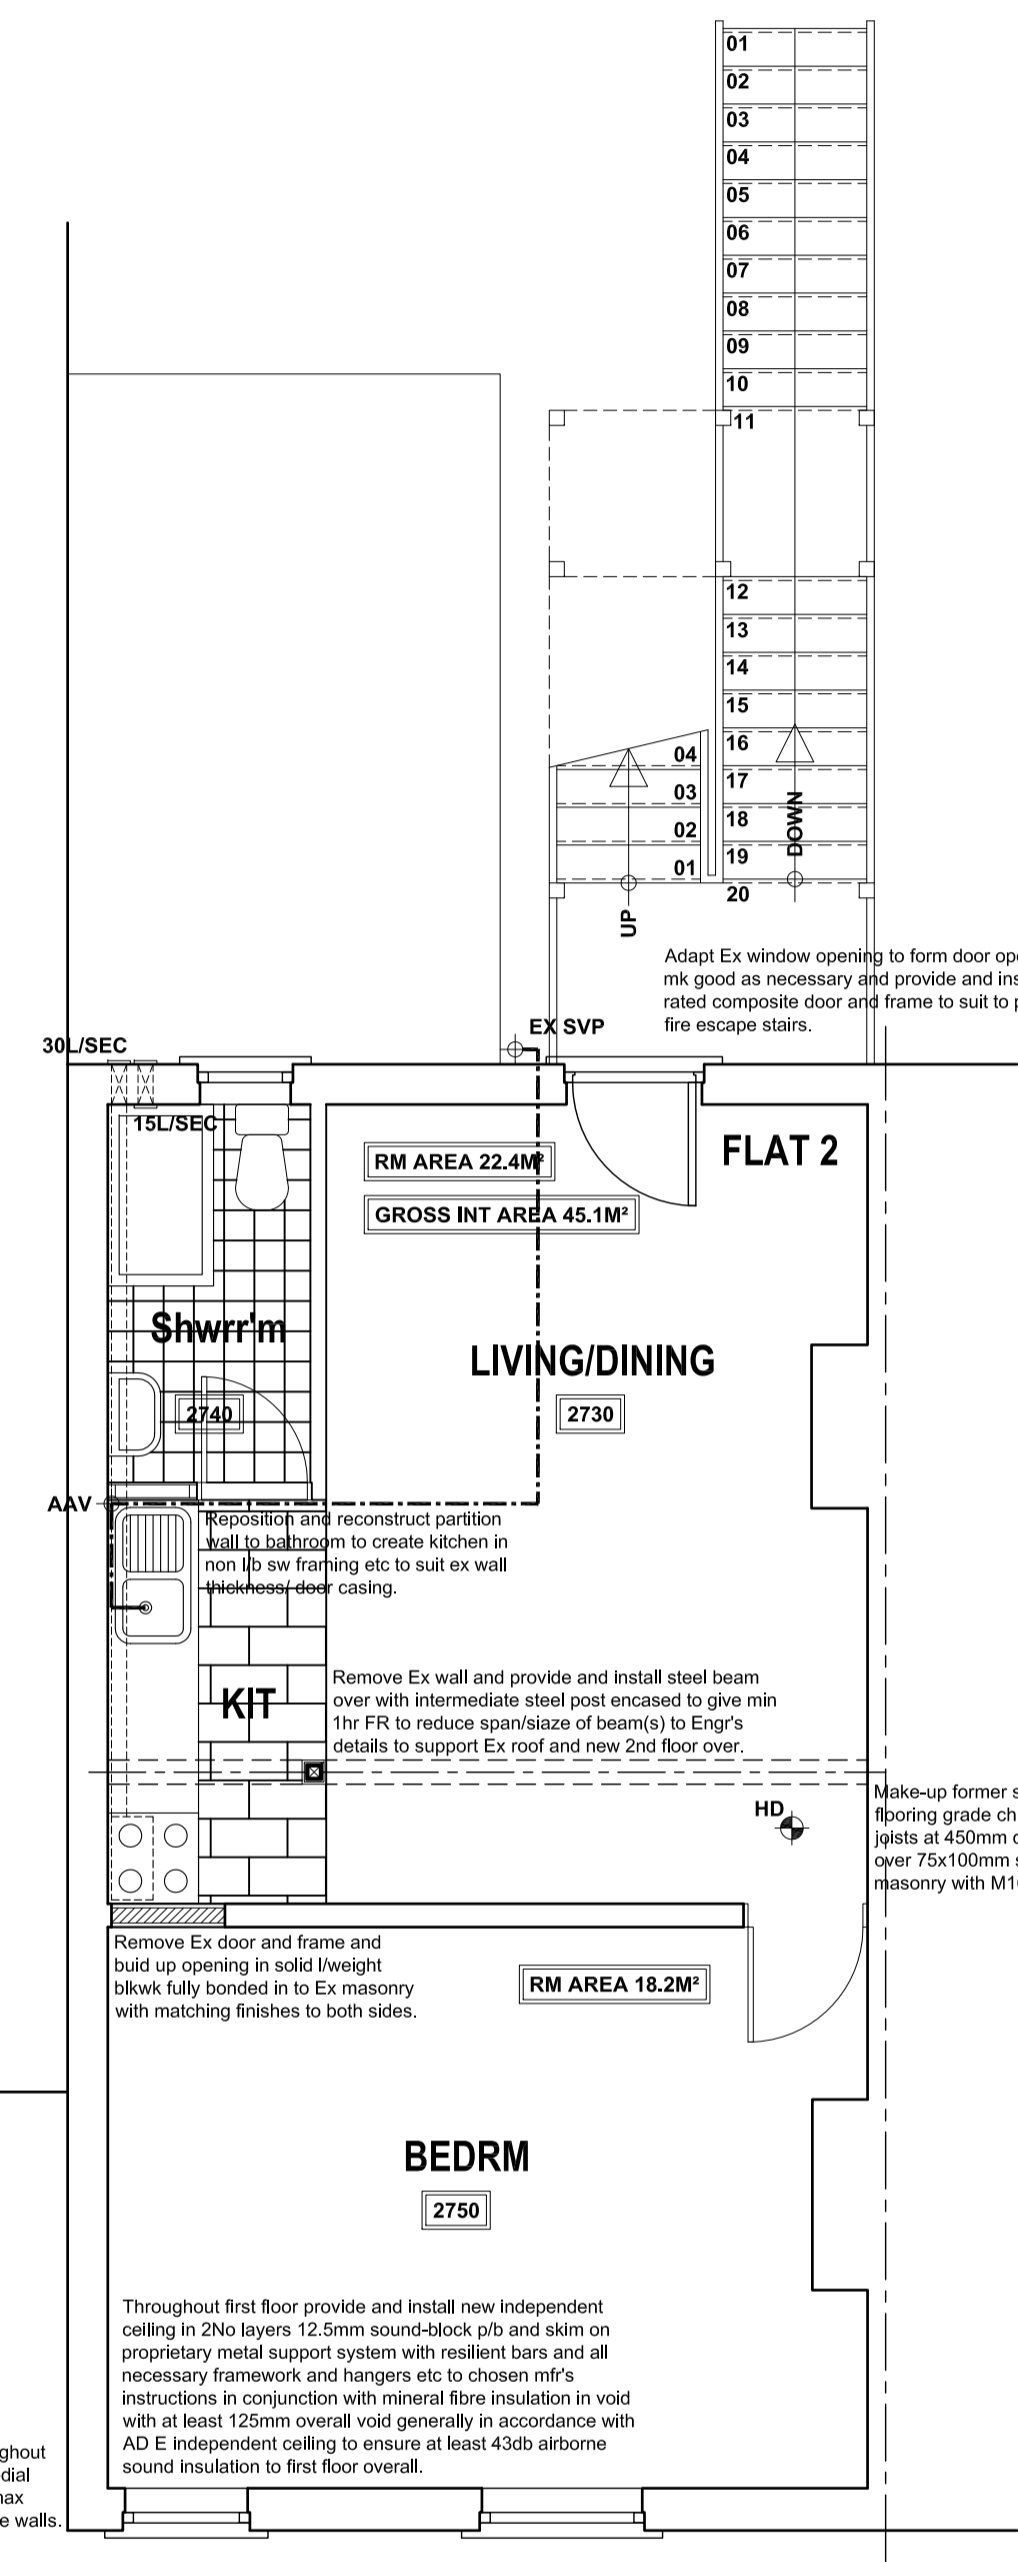 01
02
03
04
05
06
07
08
09
10
11
12
13
14
15
16
17
18
19
20
04
03
02
01
DOWN
UP
Adapt Ex window opening to form door
mk good as necessary and provide and
rated composite door and frame to suit to
fire escape stairs.
EX SVP
30L/SEC
15L/SEC
FLAT 2
RM AREA 22.4M²
GROSS INT AREA 45.1M²
Shwrr'm
2740
LIVING/DINING
2730
AAV
Reposition and reconstruct partition
wall to bathroom to create kitchen in
non l/b sw framing etc to suit ex wall
thickness/ door casing.
Remove Ex wall and provide and install steel beam
over with intermediate steel post encased to give min
1hr FR to reduce span/siaze of beam(s) to Engr's
details to support Ex roof and new 2nd floor over.
KIT
HD
Make-up former
flooring grade
joists at 450mm
over 75x100mm
masonry with
Remove Ex door and frame and
buid up opening in solid l/weight
blkwk fully bonded in to Ex masonry
with matching finishes to both sides.
RM AREA 18.2M²
BEDRM
2750
Throughout first floor provide and install new independent
ceiling in 2No layers 12.5mm sound-block p/b and skim on
proprietary metal support system with resilient bars and all
necessary framework and hangers etc to chosen mfr's
instructions in conjunction with mineral fibre insulation in void
with at least 125mm overall void generally in accordance with
AD E independent ceiling to ensure at least 43db airborne
sound insulation to first floor overall.
walls.